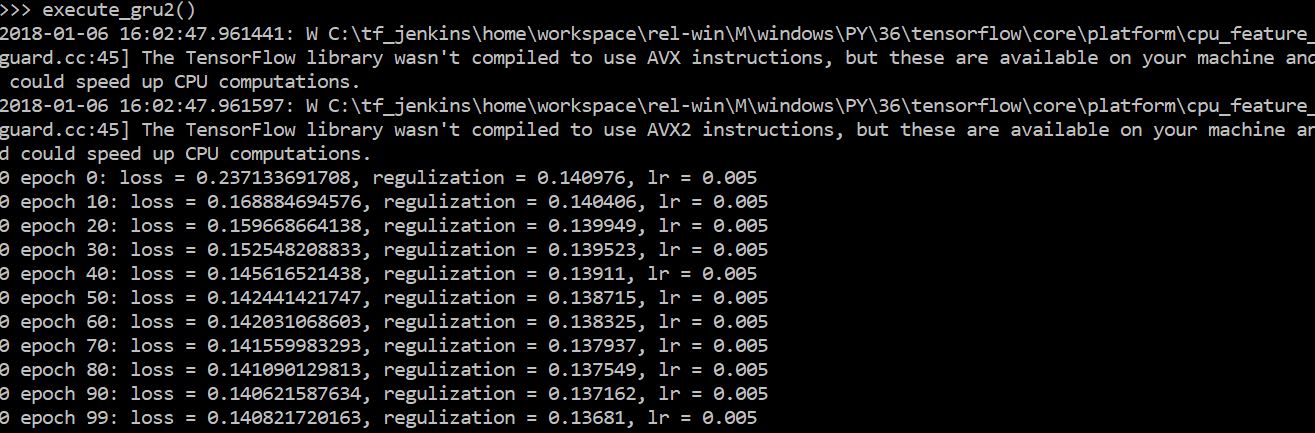 >>> execute_gru2()
2018-01-06 16:02:47.961441: W C:\tf_jenkins\home\workspace\rel-win\M\windows\PY\36\tensorflow\core\platform\cpu_feature_
guard.cc:45] The TensorFlow library wasn't compiled to use AVX instructions, but these are available on your machine and
could speed up CPU computations.
2018-01-06 16:02:47.961597: W C:\tf_jenkins\home\workspace\rel-win\M\windows\PY\36\tensorflow\core\platform\cpu_feature_
guard.cc:45] The TensorFlow library wasn't compiled to use AVX2 instructions, but these are available on your machine an
d could speed up CPU computations.
0 epoch 0: loss = 0.237133691708, regulization = 0.140976, lr = 0.005
0 epoch 10: loss = 0.168884694576, regulization = 0.140406, lr = 0.005
0 epoch 20: loss = 0.159668664138, regulization = 0.139949, lr = 0.005
0 epoch 30: loss = 0.152548208833, regulization = 0.139523, lr = 0.005
0 epoch 40: loss = 0.145616521438, regulization = 0.13911, lr = 0.005
0 epoch 50: loss = 0.142441421747, regulization = 0.138715, lr = 0.005
0 epoch 60: loss = 0.142031068603, regulization = 0.138325, lr = 0.005
0 epoch 70: loss = 0.141559983293, regulization = 0.137937, lr = 0.005
0 epoch 80: loss = 0.141090129813, regulization = 0.137549, lr = 0.005
0 epoch 90: loss = 0.140621587634, regulization = 0.137162, lr = 0.005
0 epoch 99: loss = 0.140821720163, regulization = 0.13681, lr = 0.005